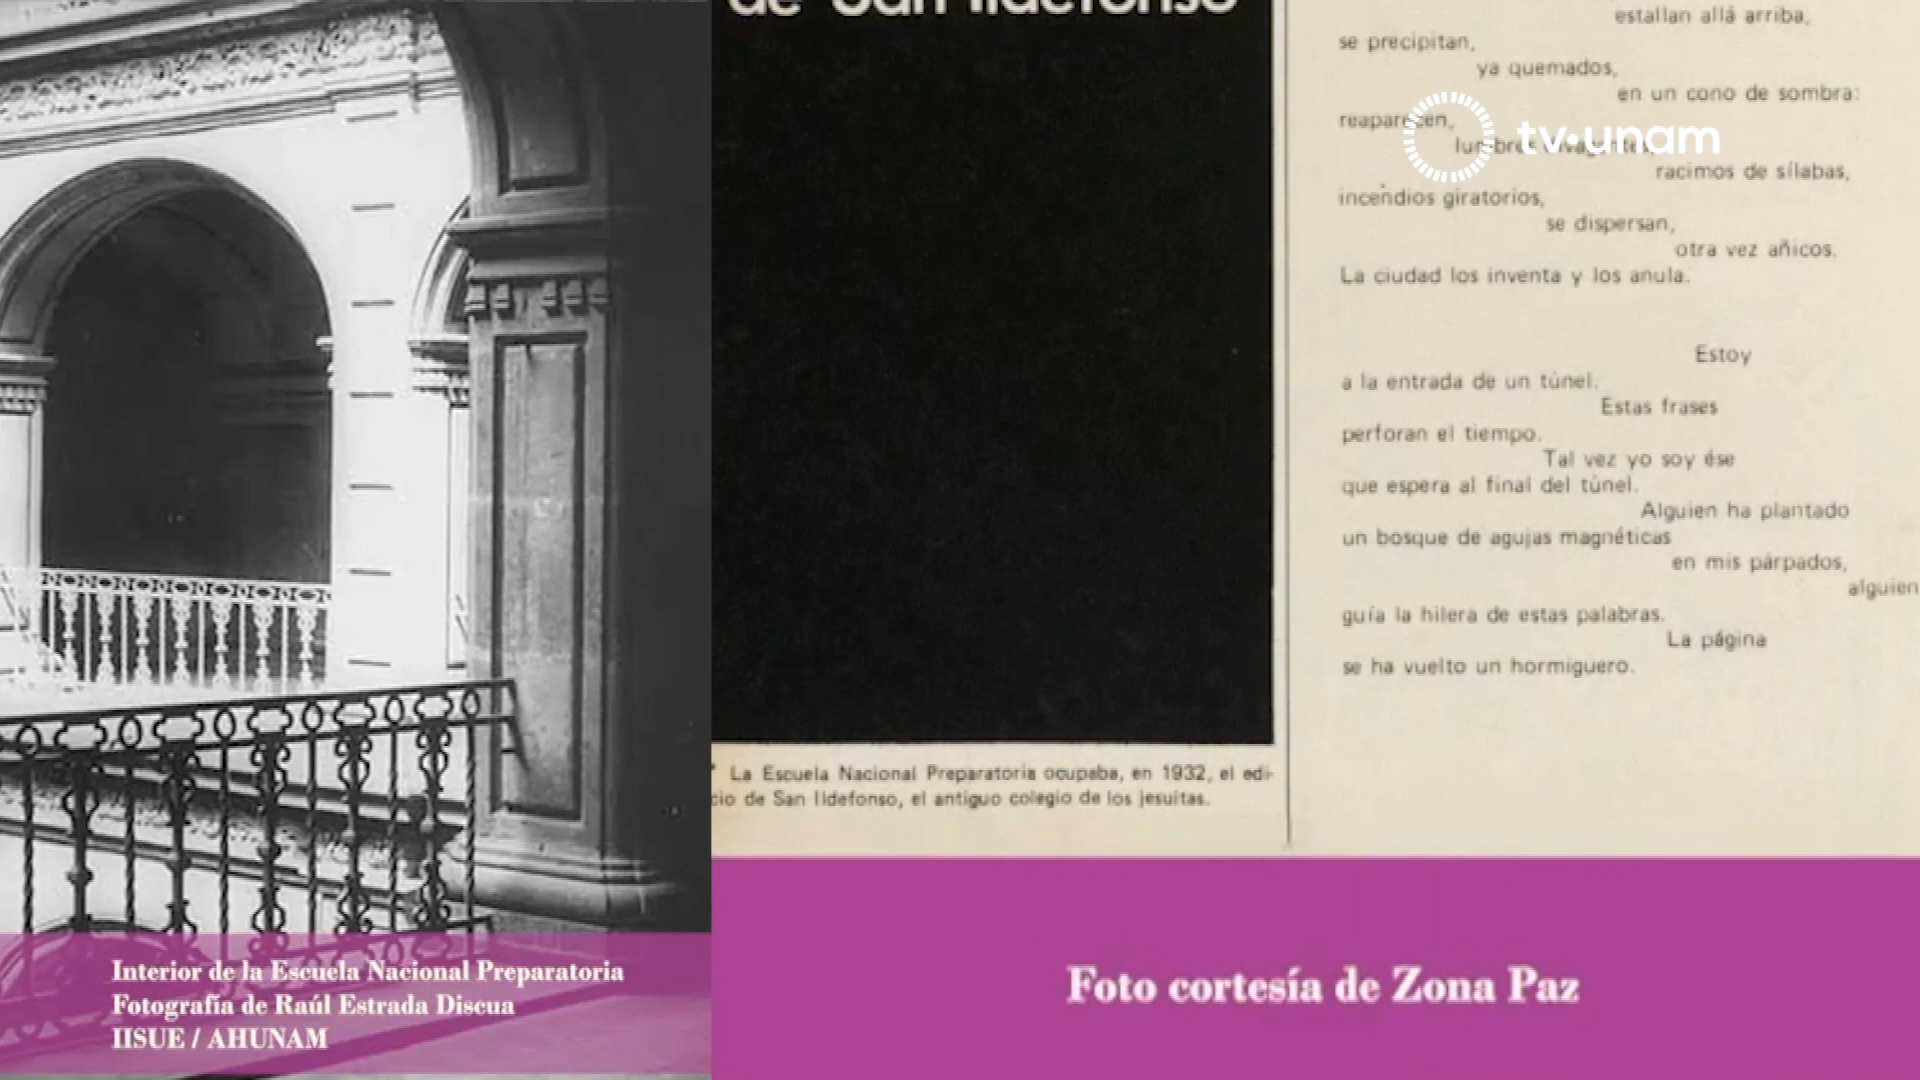 de San Ildefonso
* La Escuela Nacional Preparatoria ocupaba, en 1932, el edi-
cio de San Ildefonso, el antiguo colegio de los jesuitas.
estallan allá arriba,
se precipitan,
ya quemados,
en un cono de sombra:
reaparecen,
lumbres divagantes,
racimos de sílabas,
incendios giratorios,
se dispersan,
otra vez añicos.
La ciudad los inventa y los anula.
Estoy
a la entrada de un túnel.
Estas frases
perforan el tiempo.
Tal vez yo soy ése
que espera al final del túnel.
Alguien ha plantado
un bosque de agujas magnéticas
en mis párpados,
alguien
guía la hilera de estas palabras.
La página
se ha vuelto un hormiguero.
tv·unam
Interior de la Escuela Nacional Preparatoria
Fotografía de Raúl Estrada Discua
IISUE / AHUNAM
Foto cortesía de Zona Paz